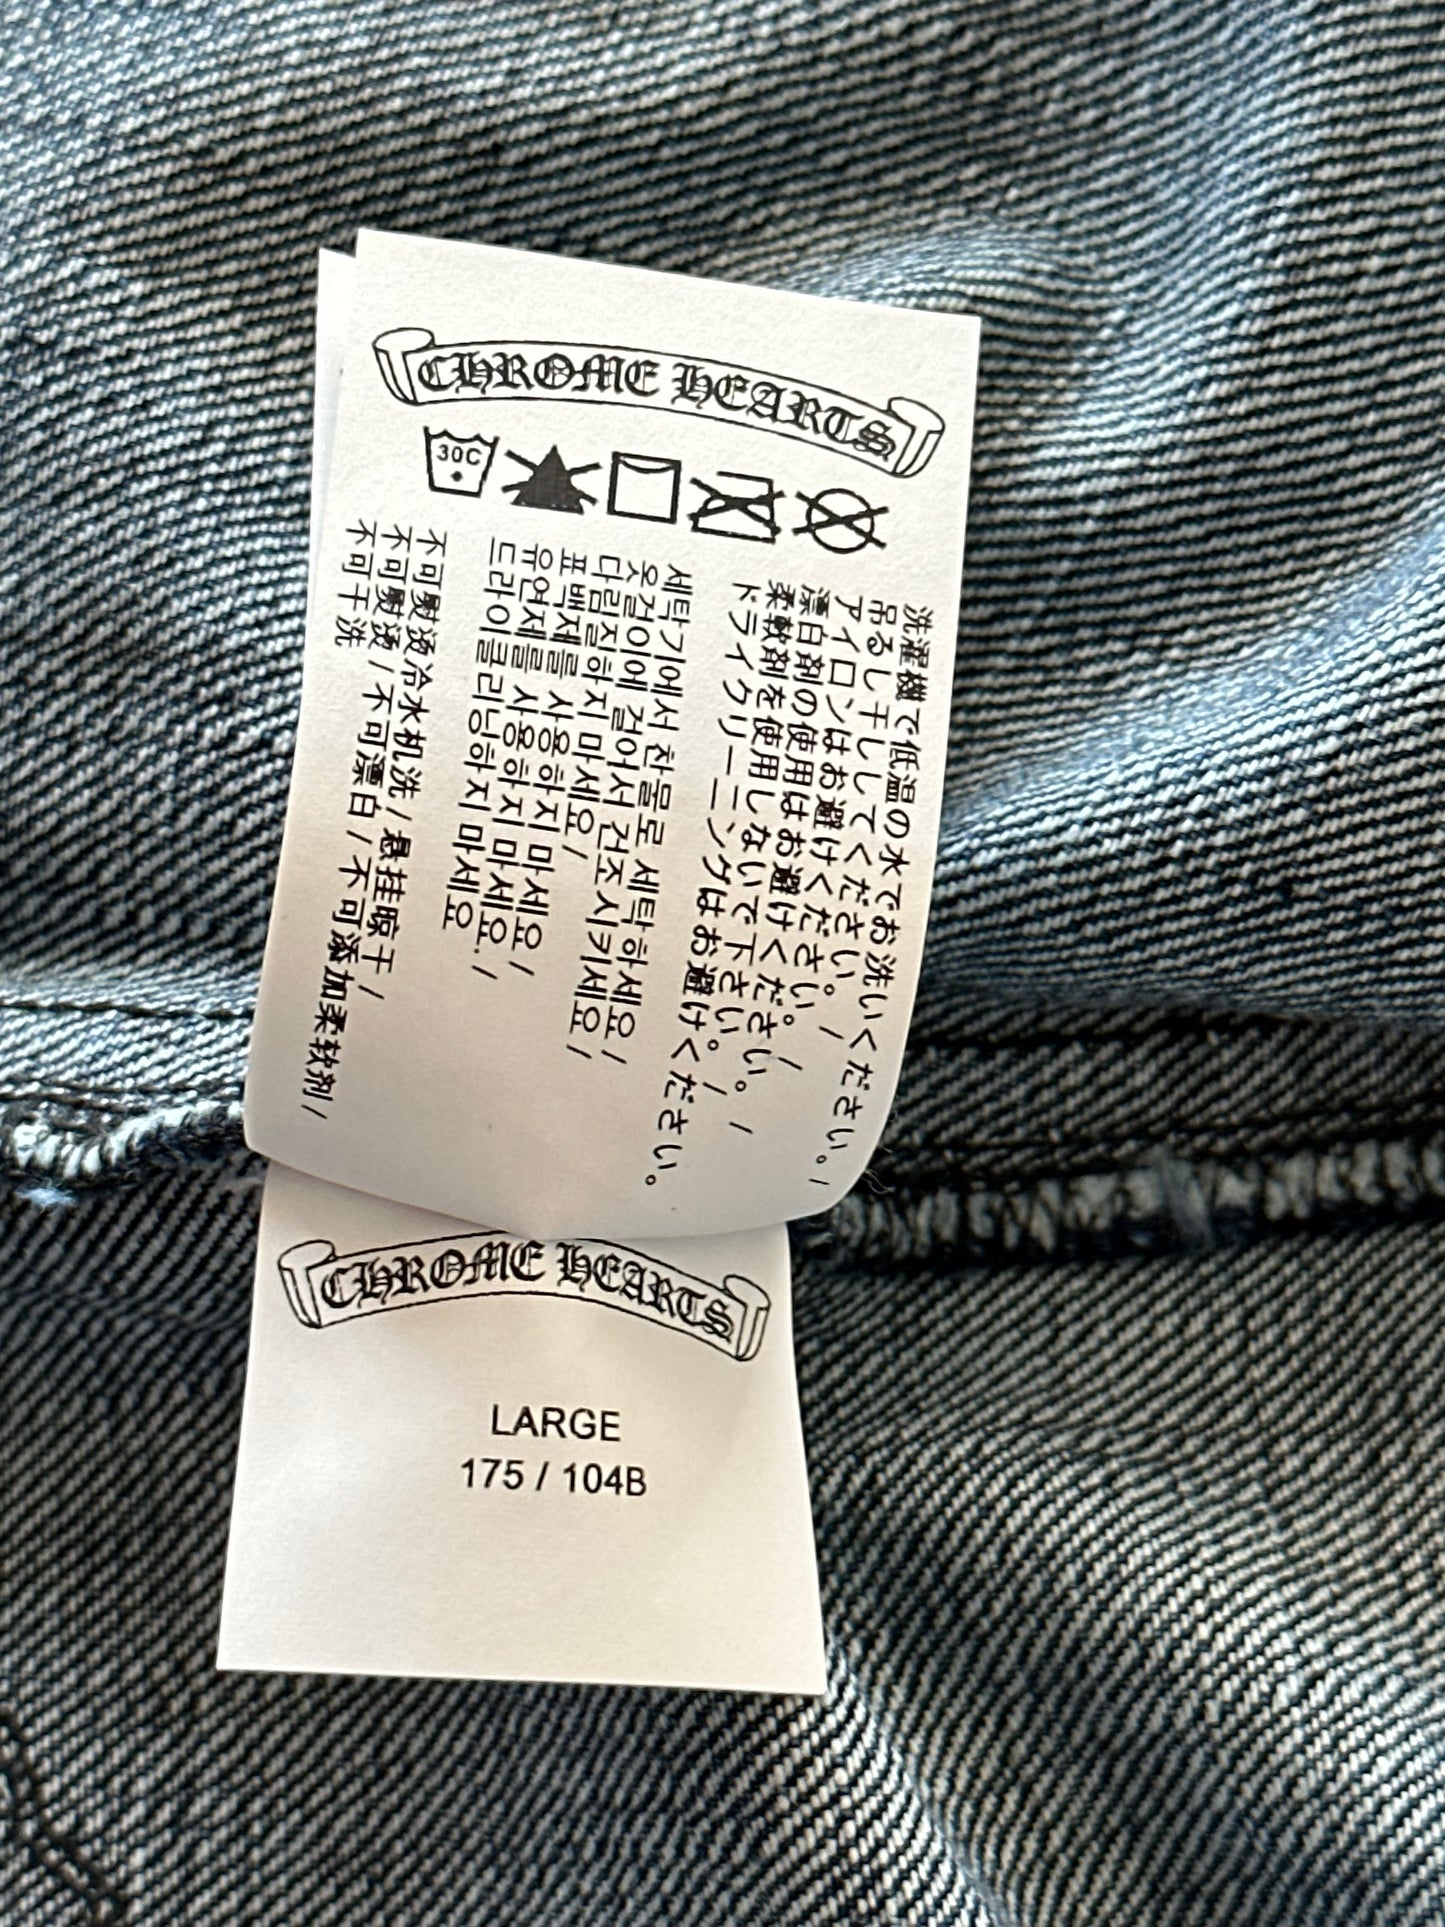 CHROME HEARTS
30C
洗濯機で低温の水でお洗いください。/
吊るし干ししてください。/
アイロンはお避けください。/
漂白剤の使用はお避けください。/
柔軟剤を使用しないで下さい。/
ドライクリーニングはお避けください。
세탁기에서 찬물로 세탁하세요 /
옷걸이에 걸어서 건조시키세요 /
다림질하지 마세요 /
표백제를 사용하지 마세요 /
유연제를 사용하지 마세요. /
드라이클리닝하지 마세요
不可熨烫冷水机洗 / 悬挂晾干 /
不可熨烫 / 不可漂白 / 不可添加柔软剂 /
不可干洗
CHROME HEARTS
LARGE
175 / 104B